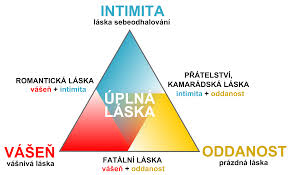 INTIMITA
láska sebeodhalování
ROMANTICKÁ LÁSKA
vášeň + intimita
PŘÁTELSTVÍ,
KAMARÁDSKÁ LÁSKA
intimita + oddanost
ÚPLNÁ
LÁSKA
VÁŠEŇ
vášnivá láska
FATÁLNÍ LÁSKA
vášeň + oddanost
ODDANOST
prázdná láska